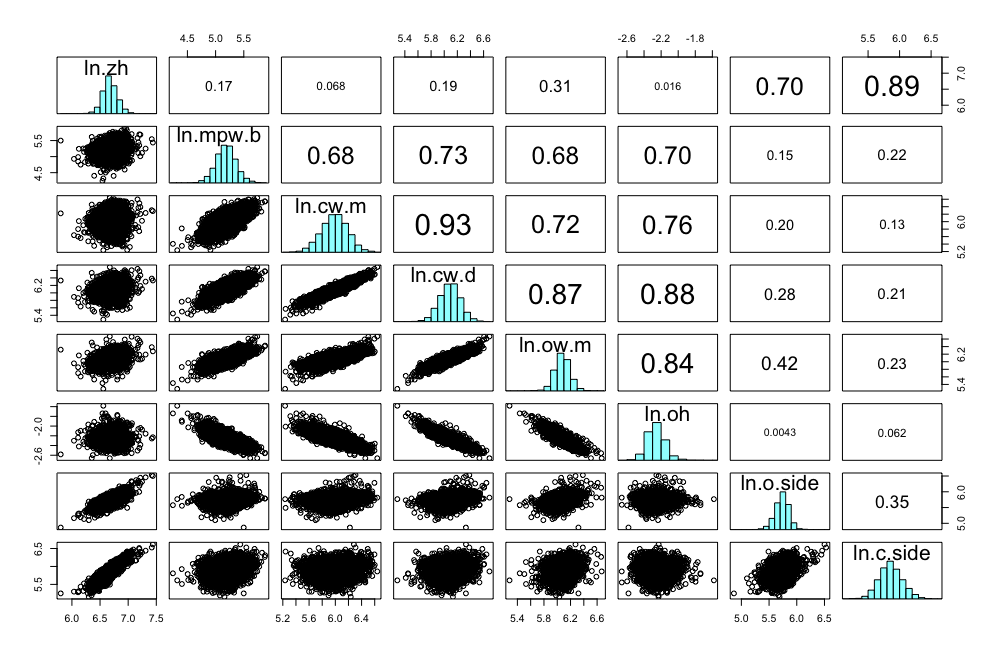 4.5 5.0 5.5 5.4 5.8 6.2 6.6 -2.6 -2.2 -1.8 5.5 6.0 6.5
ln.zh 0.17 0.068 0.19 0.31 0.016 0.70 0.89 6.0 7.0
4.5 5.5 ln.mpw.b 0.68 0.73 0.68 0.70 0.15 0.22
ln.cw.m 0.93 0.72 0.76 0.20 0.13 5.2 6.0
5.4 6.2 ln.cw.d 0.87 0.88 0.28 0.21
ln.ow.m 0.84 0.42 0.23 5.4 6.2
-2.6 -2.0 ln.oh 0.0043 0.062
ln.o.side 0.35 5.0 6.0
5.5 6.5 ln.c.side
6.0 6.5 7.0 7.5 5.2 5.6 6.0 6.4 5.4 5.8 6.2 6.6 5.0 5.5 6.0 6.5